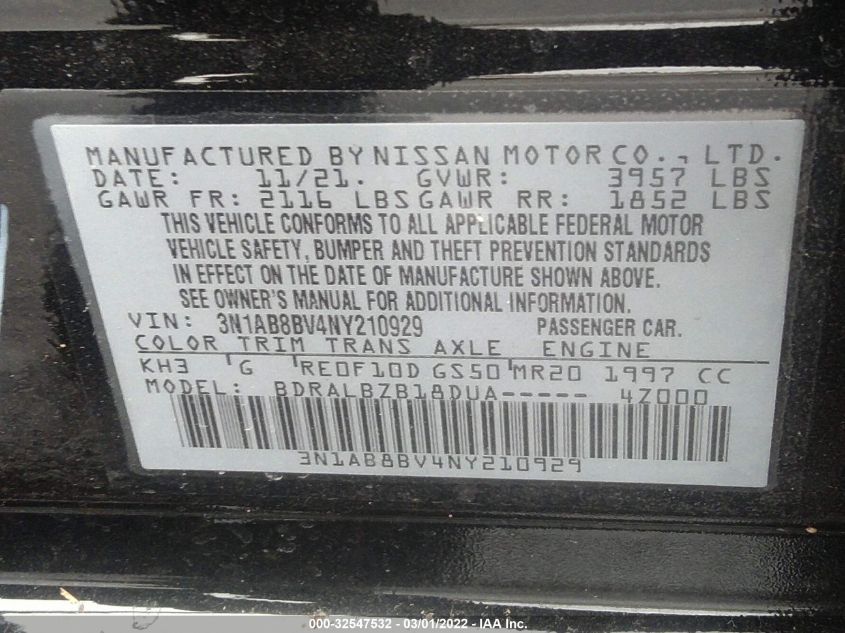 MANUFACTURED BY NISSAN MOTOR CO., LTD.
DATE: 11/21. GVWR: 3957 LBS
GAWR FR: 2116 LBS GAWR RR: 1852 LBS
THIS VEHICLE CONFORMS TO ALL APPLICABLE FEDERAL MOTOR
VEHICLE SAFETY, BUMPER AND THEFT PREVENTION STANDARDS
IN EFFECT ON THE DATE OF MANUFACTURE SHOWN ABOVE.
SEE OWNER'S MANUAL FOR ADDITIONAL INFORMATION.
VIN: 3N1AB8BV4NY210929 PASSENGER CAR.
COLOR TRIM TRANS AXLE ENGINE
KH3 G RE0F10D GS50 MR20 1997 CC
MODEL: BDRALBZB18DUA----- 4Z000
3N1AB8BV4NY210929
000-32547532 - 03/01/2022 - IAA Inc.